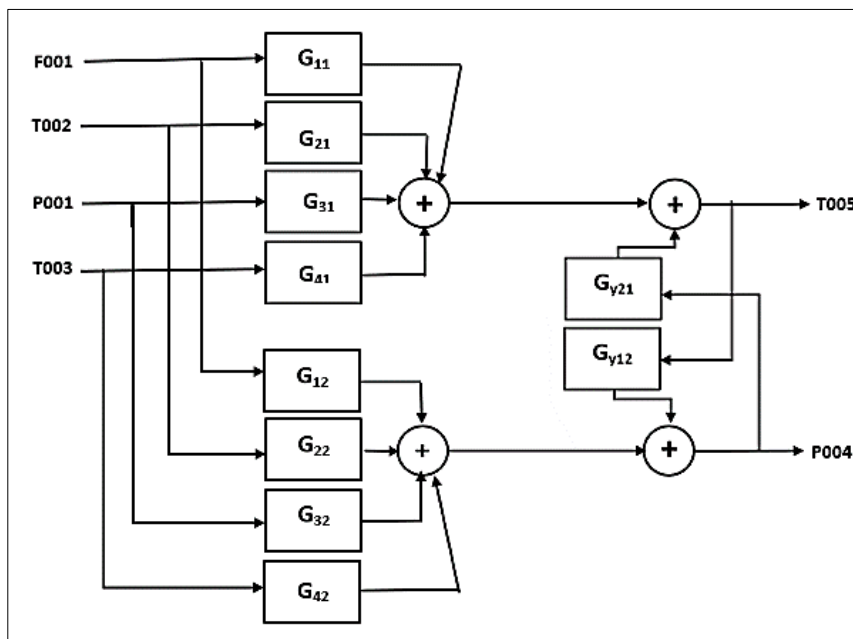 F001
G11
T002
G21
P001
G31
+
+
T005
T003
G41
Gy21
Gy12
G12
G22
+
+
P004
G32
G42